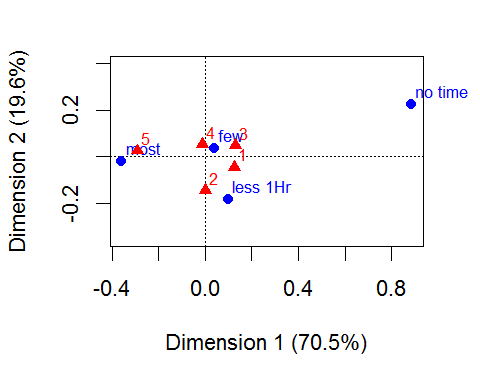 no time
5
most
4
few
3
1
2
less 1Hr
0.2
-0.2
-0.4
0.0
0.4
0.8
Dimension 2 (19.6%)
Dimension 1 (70.5%)